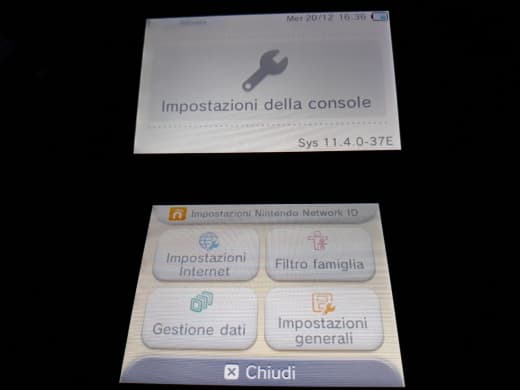 Mer 20/12 16:36
Impostazioni della console
Sys 11.4.0-37E
Impostazioni Nintendo Network ID
Impostazioni
Internet
Filtro famiglia
Gestione dati
Impostazioni
generali
X Chiudi